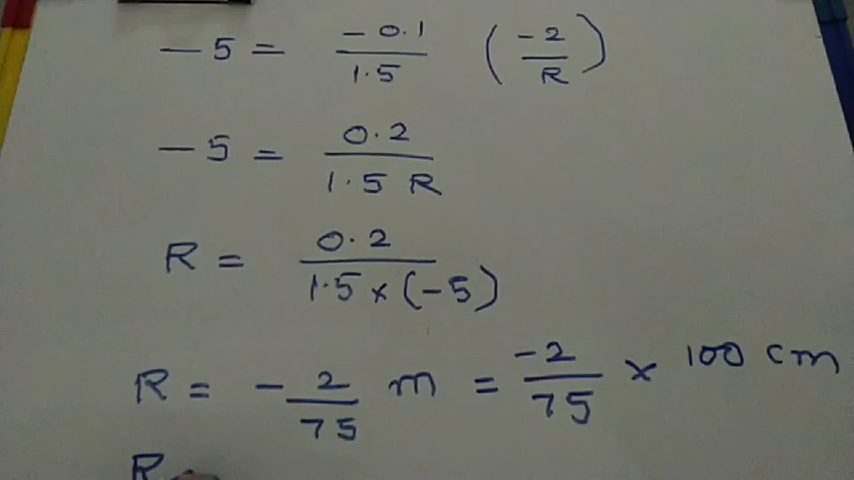 - 5 = -0.1/1.5 (-2/R)
- 5 = 0.2/1.5 R
R = 0.2/1.5×(-5)
R = - 2/75 m = -2/75 × 100 cm
R